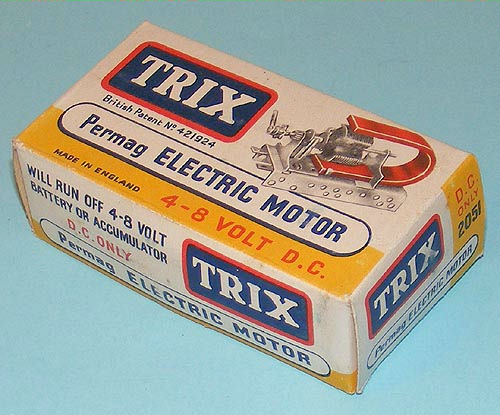 TRIX
British Patent Nº 421924
Permag ELECTRIC MOTOR
MADE IN ENGLAND
4-8 VOLT D.C.
WILL RUN OFF 4-8 VOLT
BATTERY OR ACCUMULATOR
D.C. ONLY
TRIX
Permag ELECTRIC MOTOR
D.C.
ONLY
2051
TRIX
Permag ELECTRIC MOTOR